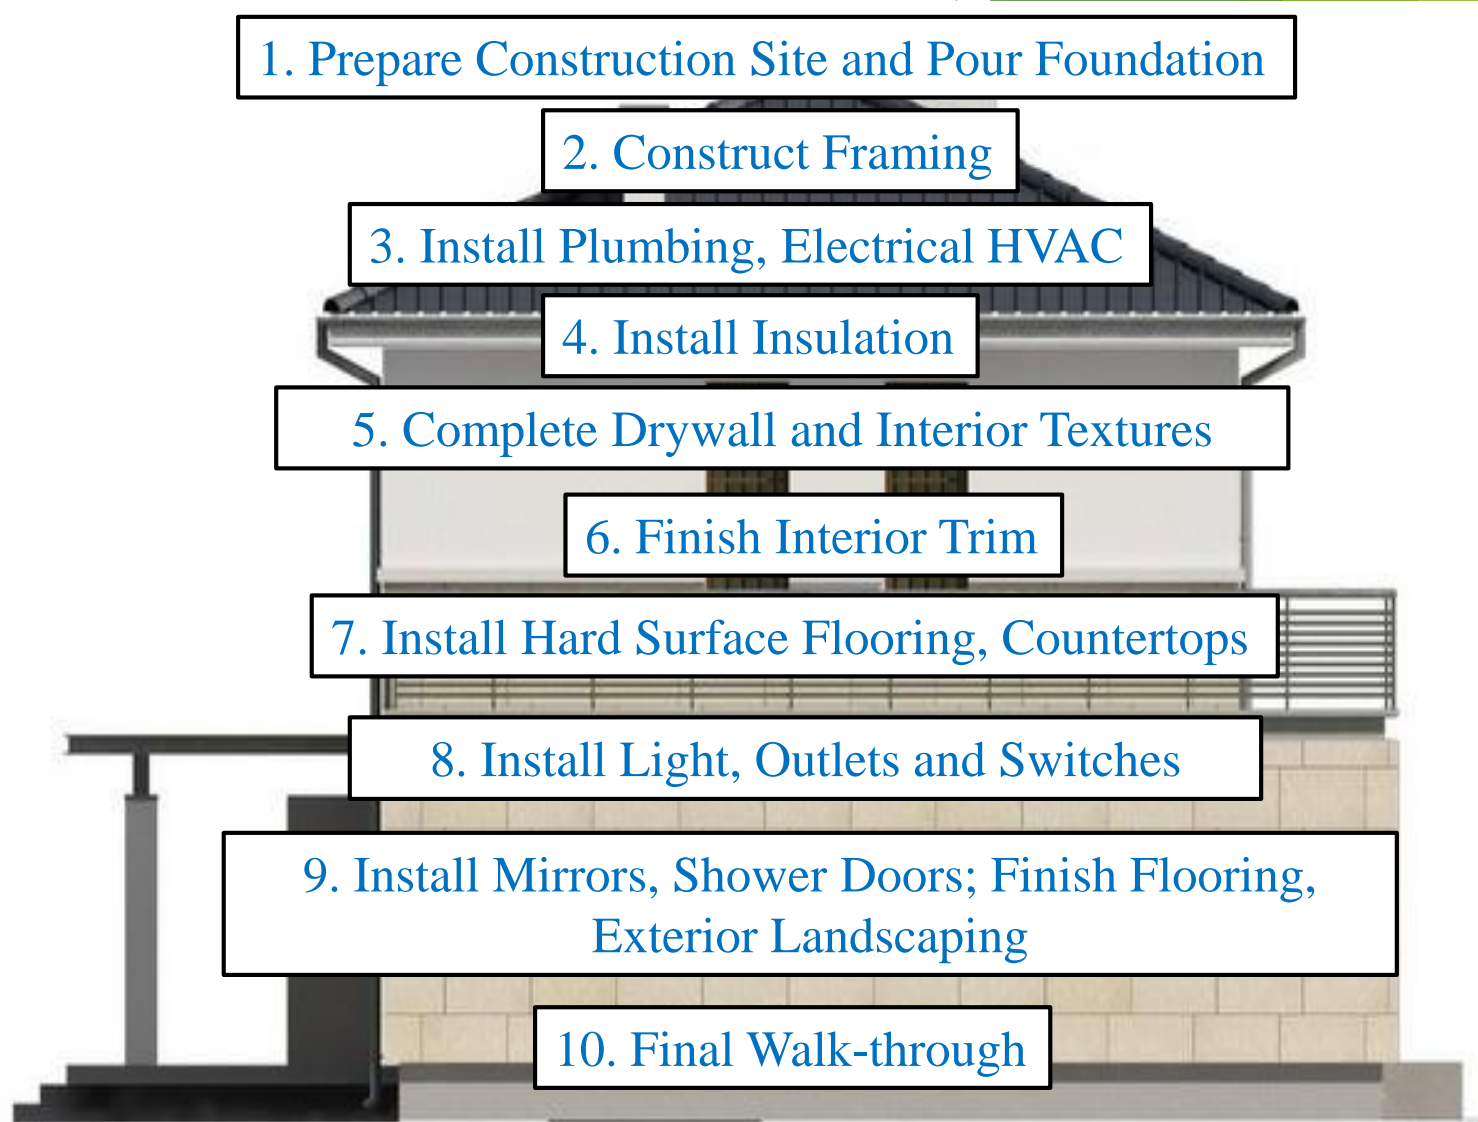 1. Prepare Construction Site and Pour Foundation
2. Construct Framing
3. Install Plumbing, Electrical HVAC
4. Install Insulation
5. Complete Drywall and Interior Textures
6. Finish Interior Trim
7. Install Hard Surface Flooring, Countertops
8. Install Light, Outlets and Switches
9. Install Mirrors, Shower Doors; Finish Flooring,
Exterior Landscaping
10. Final Walk-through